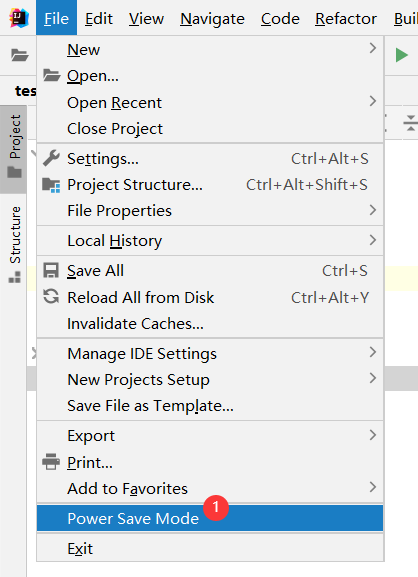 File Edit View Navigate Code Refactor Buil
tes
Project
Structure
New
Open...
Open Recent
Close Project
Settings... Ctrl+Alt+S
Project Structure... Ctrl+Alt+Shift+S
File Properties
Local History
Save All Ctrl+S
Reload All from Disk Ctrl+Alt+Y
Invalidate Caches...
Manage IDE Settings
New Projects Setup
Save File as Template...
Export
Print...
Add to Favorites
Power Save Mode 1
Exit